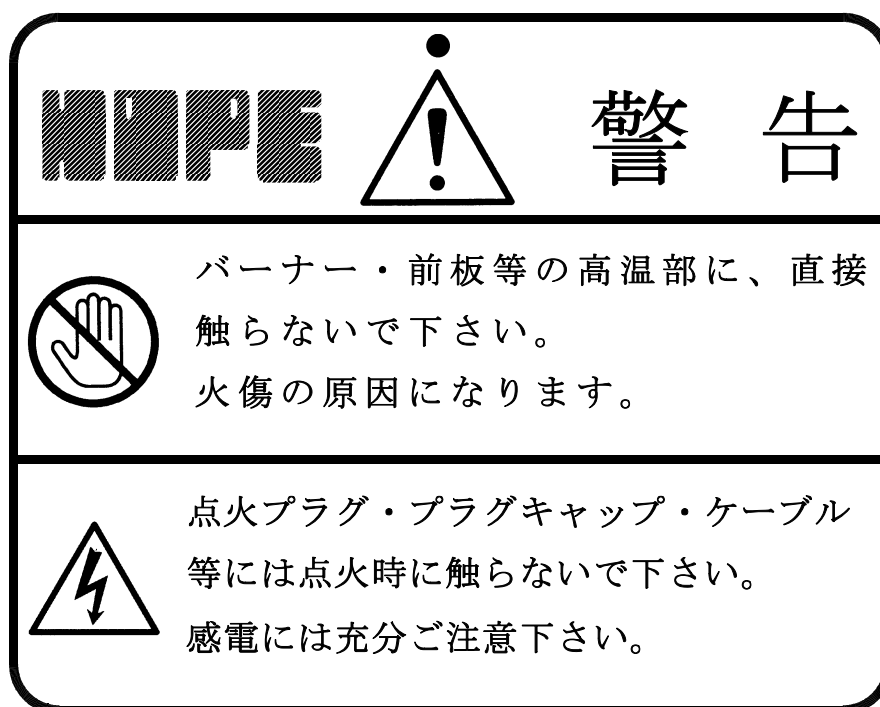 HOPE 警告
バーナー・前板等の高温部に、直接
触らないで下さい。
火傷の原因になります。
点火プラグ・プラグキャップ・ケーブル
等には点火時に触らないで下さい。
感電には充分ご注意下さい。